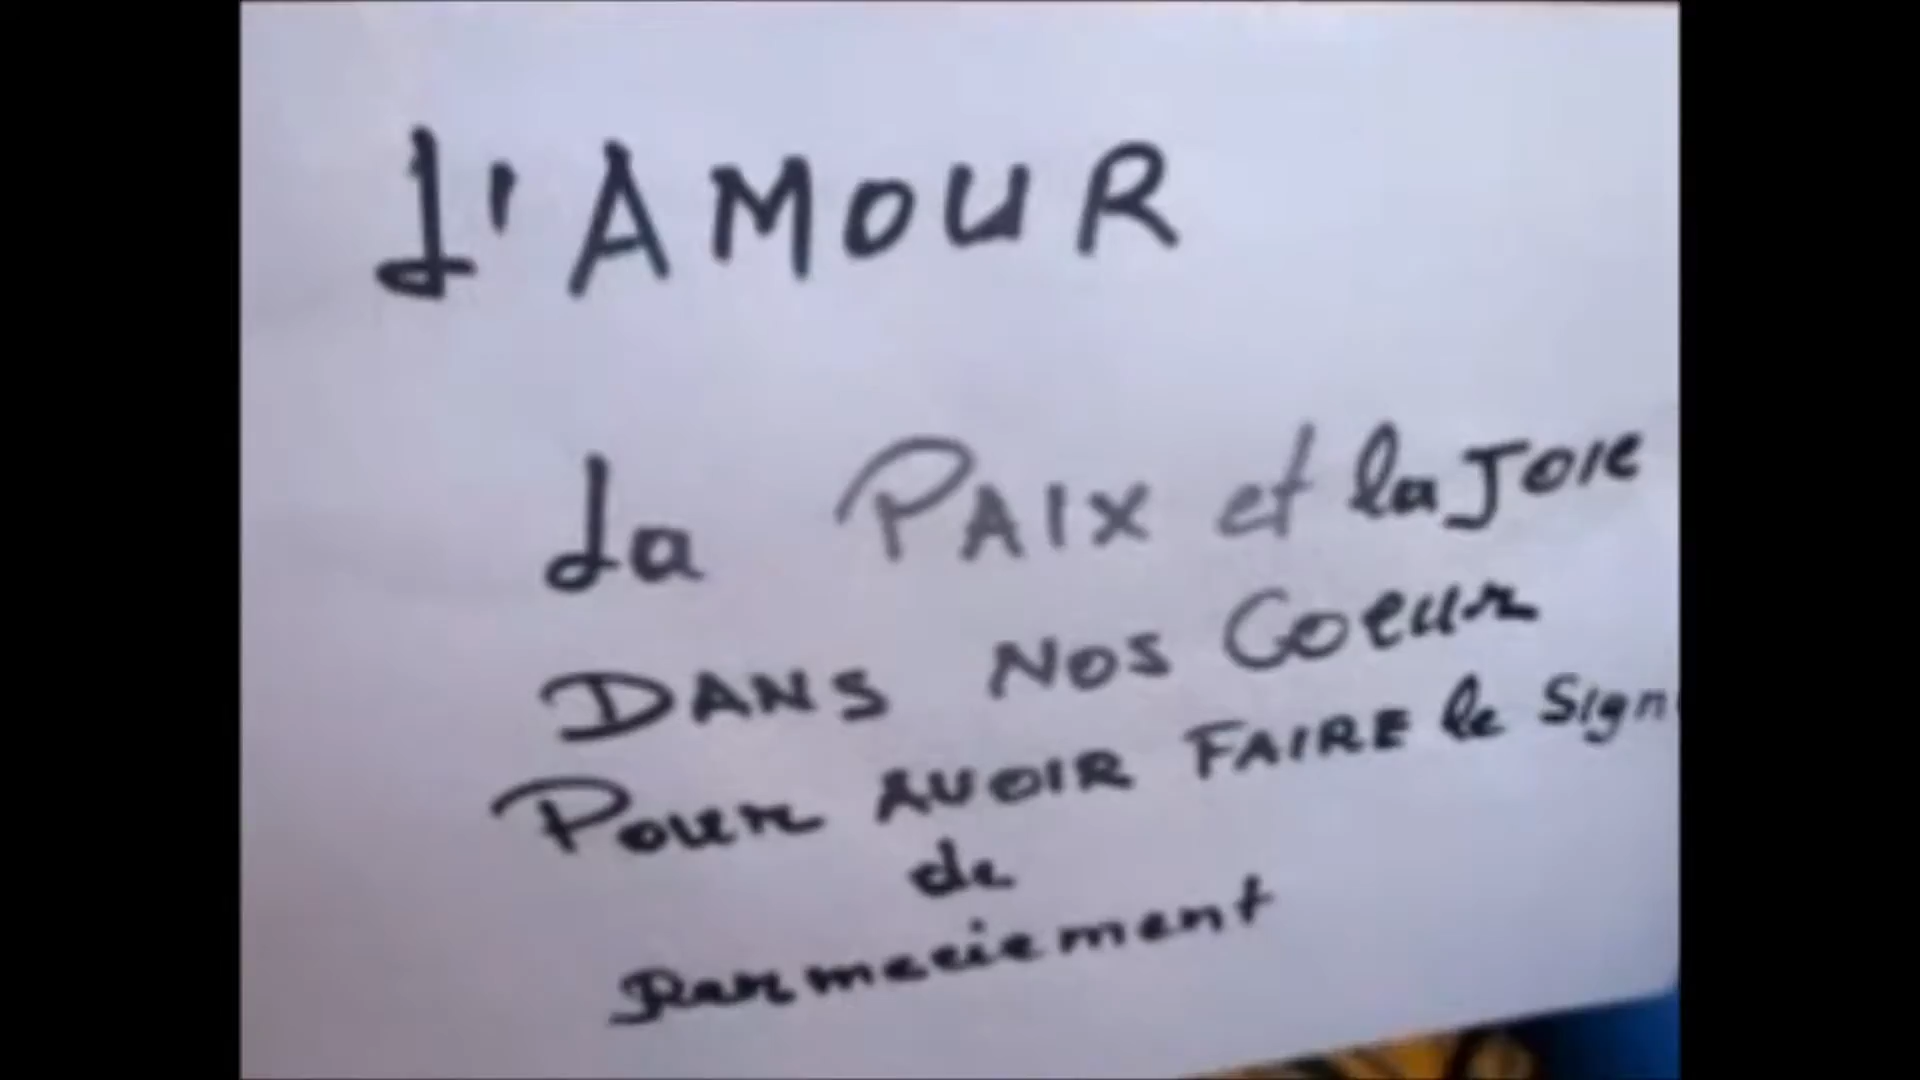 L'AMOUR
La PAIX et la JOIE
DANS NOS Coeur
Pour AVOIR FAIRE le Sign
de